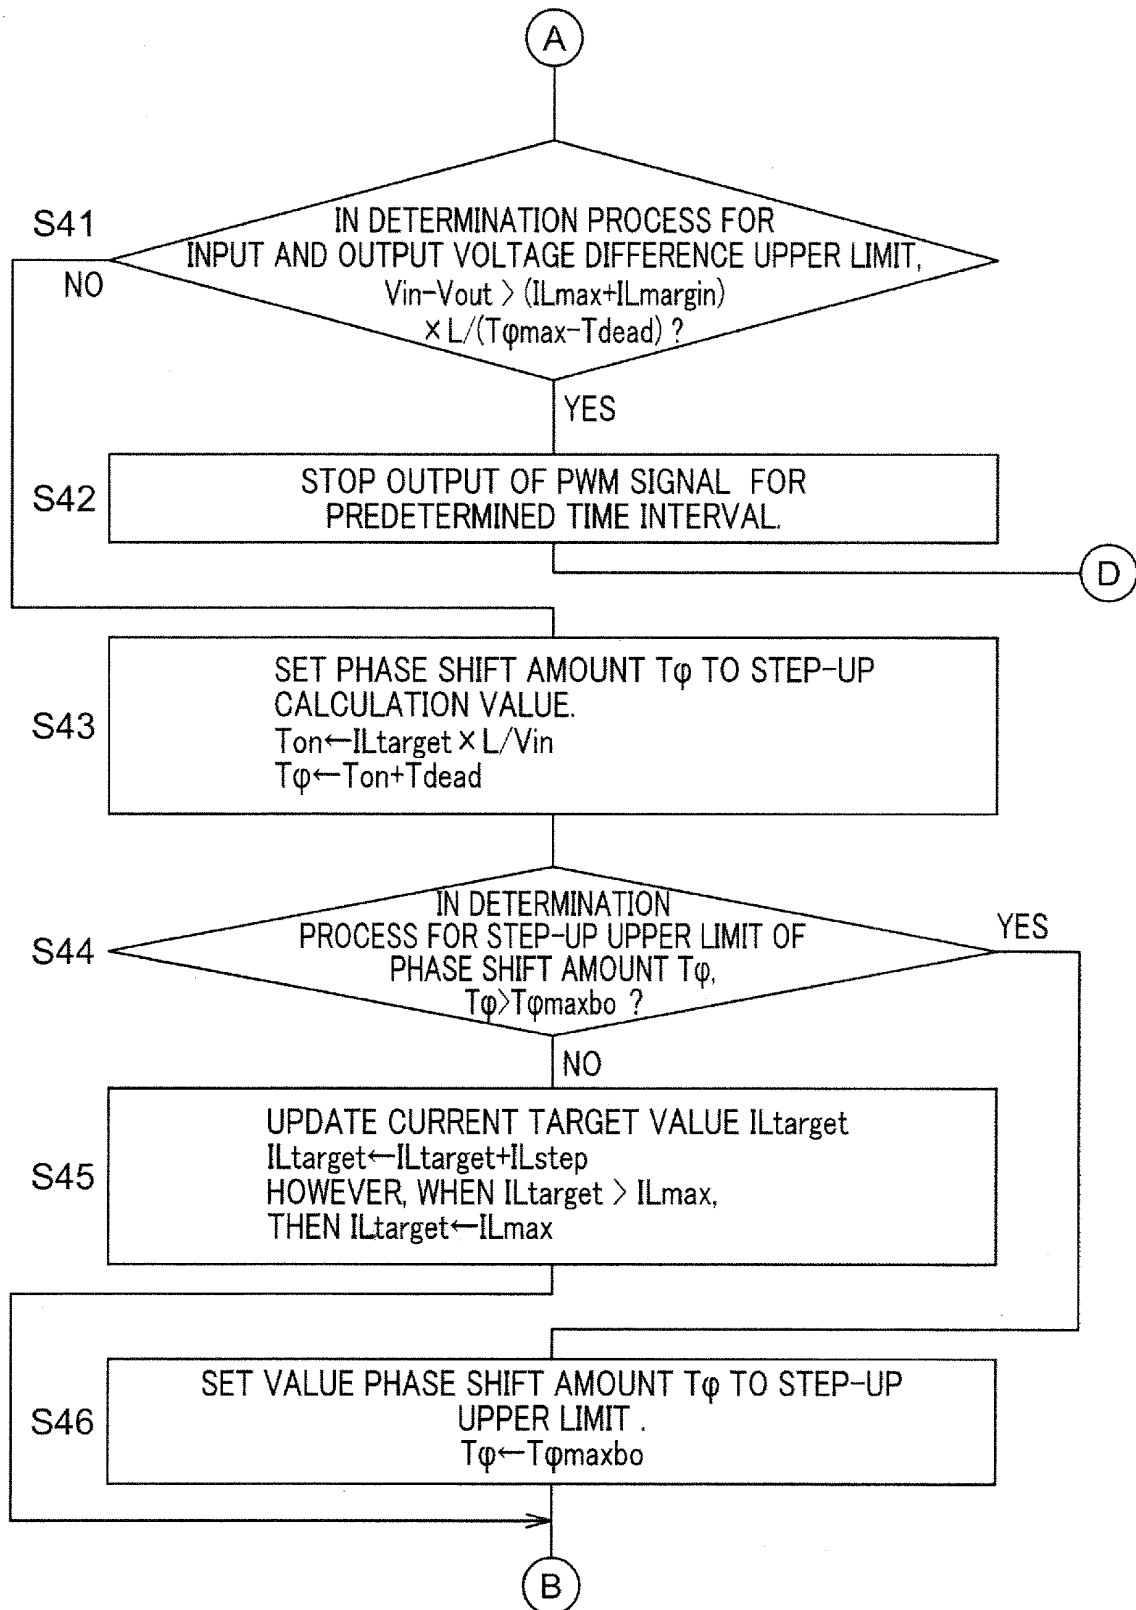 A
S41
NO
IN DETERMINATION PROCESS FOR
INPUT AND OUTPUT VOLTAGE DIFFERENCE UPPER LIMIT,
Vin-Vout > (ILmax+ILmargin)
× L/(Tφmax-Tdead) ?
YES
S42
STOP OUTPUT OF PWM SIGNAL FOR
PREDETERMINED TIME INTERVAL.
D
S43
SET PHASE SHIFT AMOUNT Tφ TO STEP-UP
CALCULATION VALUE.
Ton←ILtarget × L/Vin
Tφ←Ton+Tdead
S44
IN DETERMINATION
PROCESS FOR STEP-UP UPPER LIMIT OF
PHASE SHIFT AMOUNT Tφ,
Tφ>Tφmaxbo ?
YES
NO
S45
UPDATE CURRENT TARGET VALUE ILtarget
ILtarget←ILtarget+ILstep
HOWEVER, WHEN ILtarget > ILmax,
THEN ILtarget←ILmax
S46
SET VALUE PHASE SHIFT AMOUNT Tφ TO STEP-UP
UPPER LIMIT .
Tφ←Tφmaxbo
B